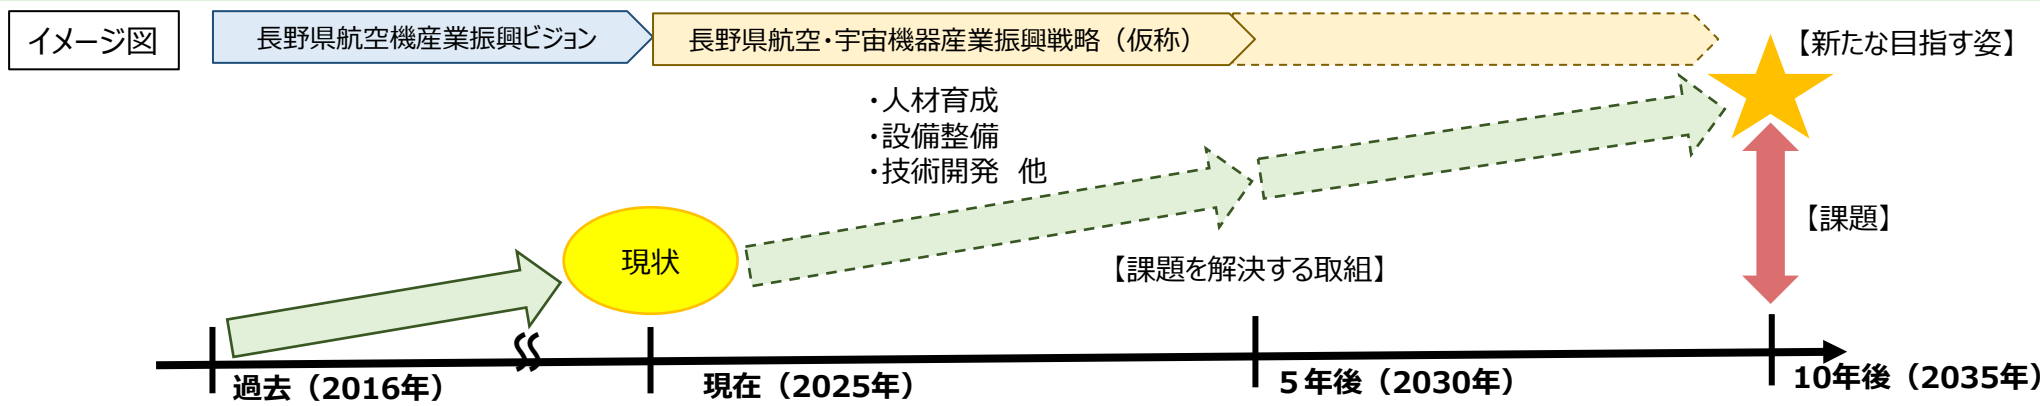 イメージ図
長野県航空機産業振興ビジョン
長野県航空・宇宙機器産業振興戦略（仮称）
【新たな目指す姿】
・人材育成
・設備整備
・技術開発　他
現状
【課題】
【課題を解決する取組】
過去（2016年）
現在（2025年）
５年後（2030年）
10年後（2035年）